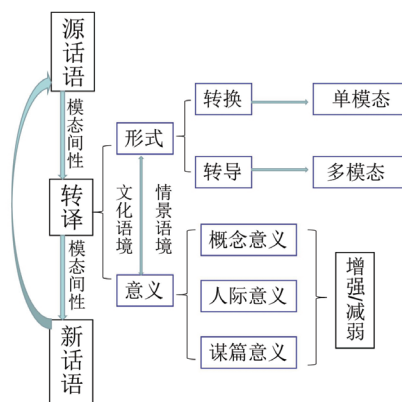 源话语
模态间性
转译
模态间性
新话语
形式
文化语境
情景语境
意义
转换
单模态
转导
多模态
概念意义
人际意义
谋篇意义
增强/减弱